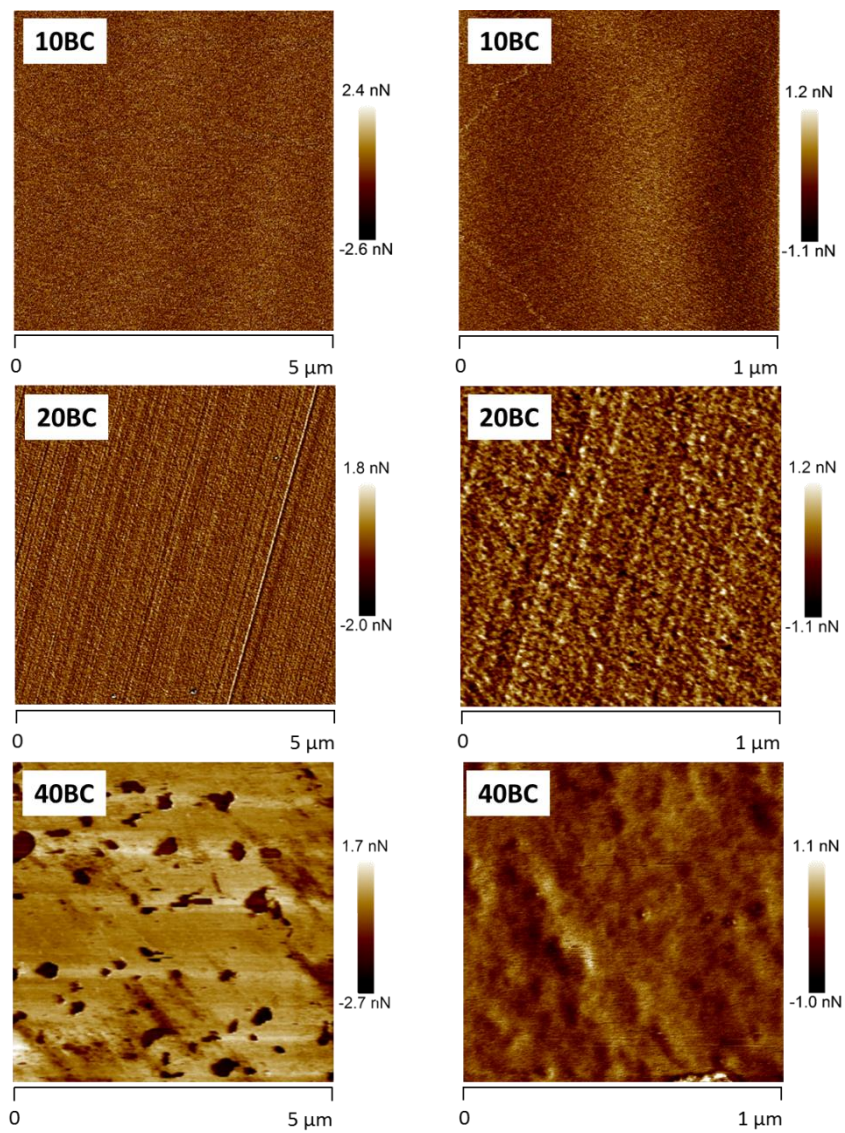 10BC
2.4 nN
-2.6 nN
0
5 µm
10BC
1.2 nN
-1.1 nN
0
1 µm
20BC
1.8 nN
-2.0 nN
0
5 µm
20BC
1.2 nN
-1.1 nN
0
1 µm
40BC
1.7 nN
-2.7 nN
0
5 µm
40BC
1.1 nN
-1.0 nN
0
1 µm